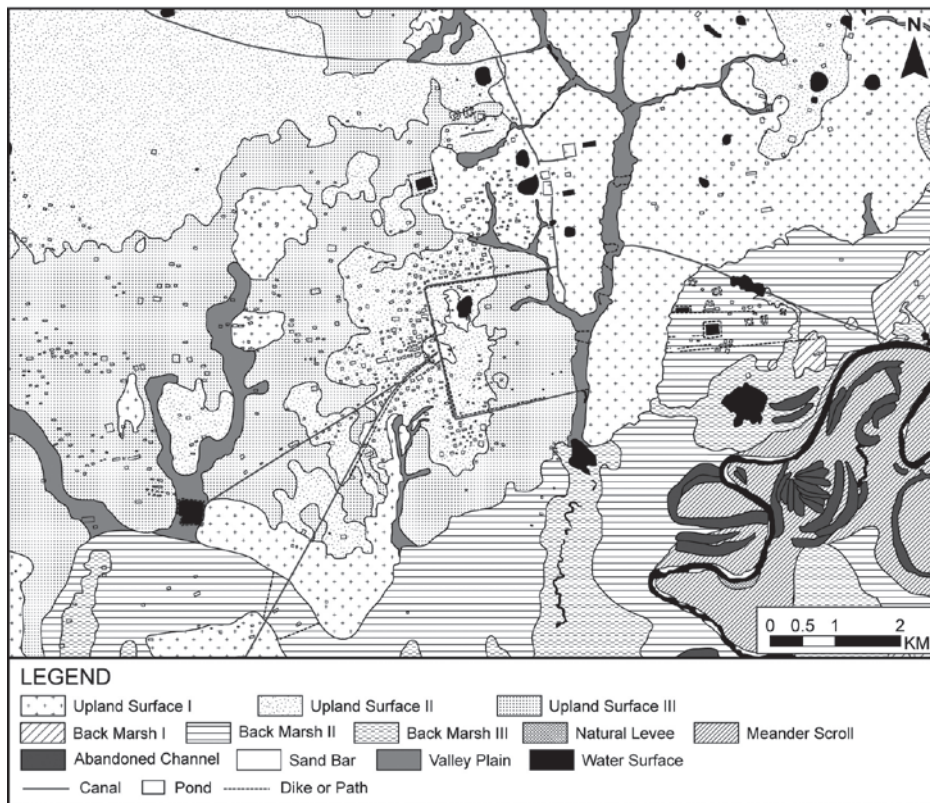 N
0 0.5 1 2
KM
LEGEND
Upland Surface I Upland Surface II Upland Surface III
Back Marsh I Back Marsh II Back Marsh III Natural Levee Meander Scroll
Abandoned Channel Sand Bar Valley Plain Water Surface
Canal Pond Dike or Path